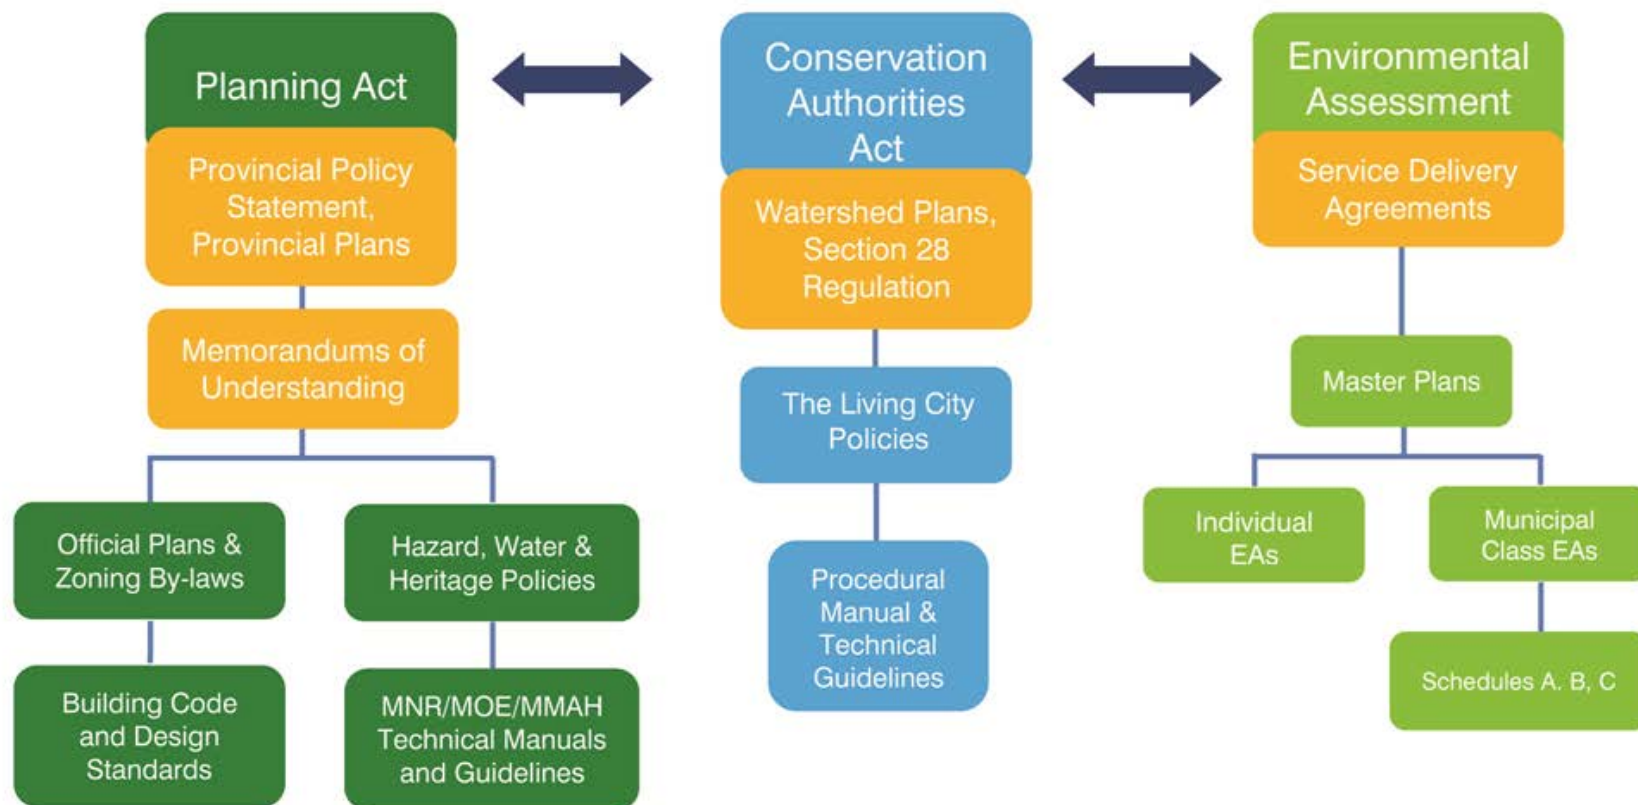 Planning Act
Provincial Policy
Statement,
Provincial Plans
Memorandums of
Understanding
Official Plans &
Zoning By-laws
Building Code
and Design
Standards
Hazard, Water &
Heritage Policies
MNR/MOE/MMAH
Technical Manuals
and Guidelines
Conservation
Authorities
Act
Watershed Plans,
Section 28
Regulation
The Living City
Policies
Procedural
Manual &
Technical
Guidelines
Environmental
Assessment
Service Delivery
Agreements
Master Plans
Individual
EAs
Municipal
Class EAs
Schedules A. B, C